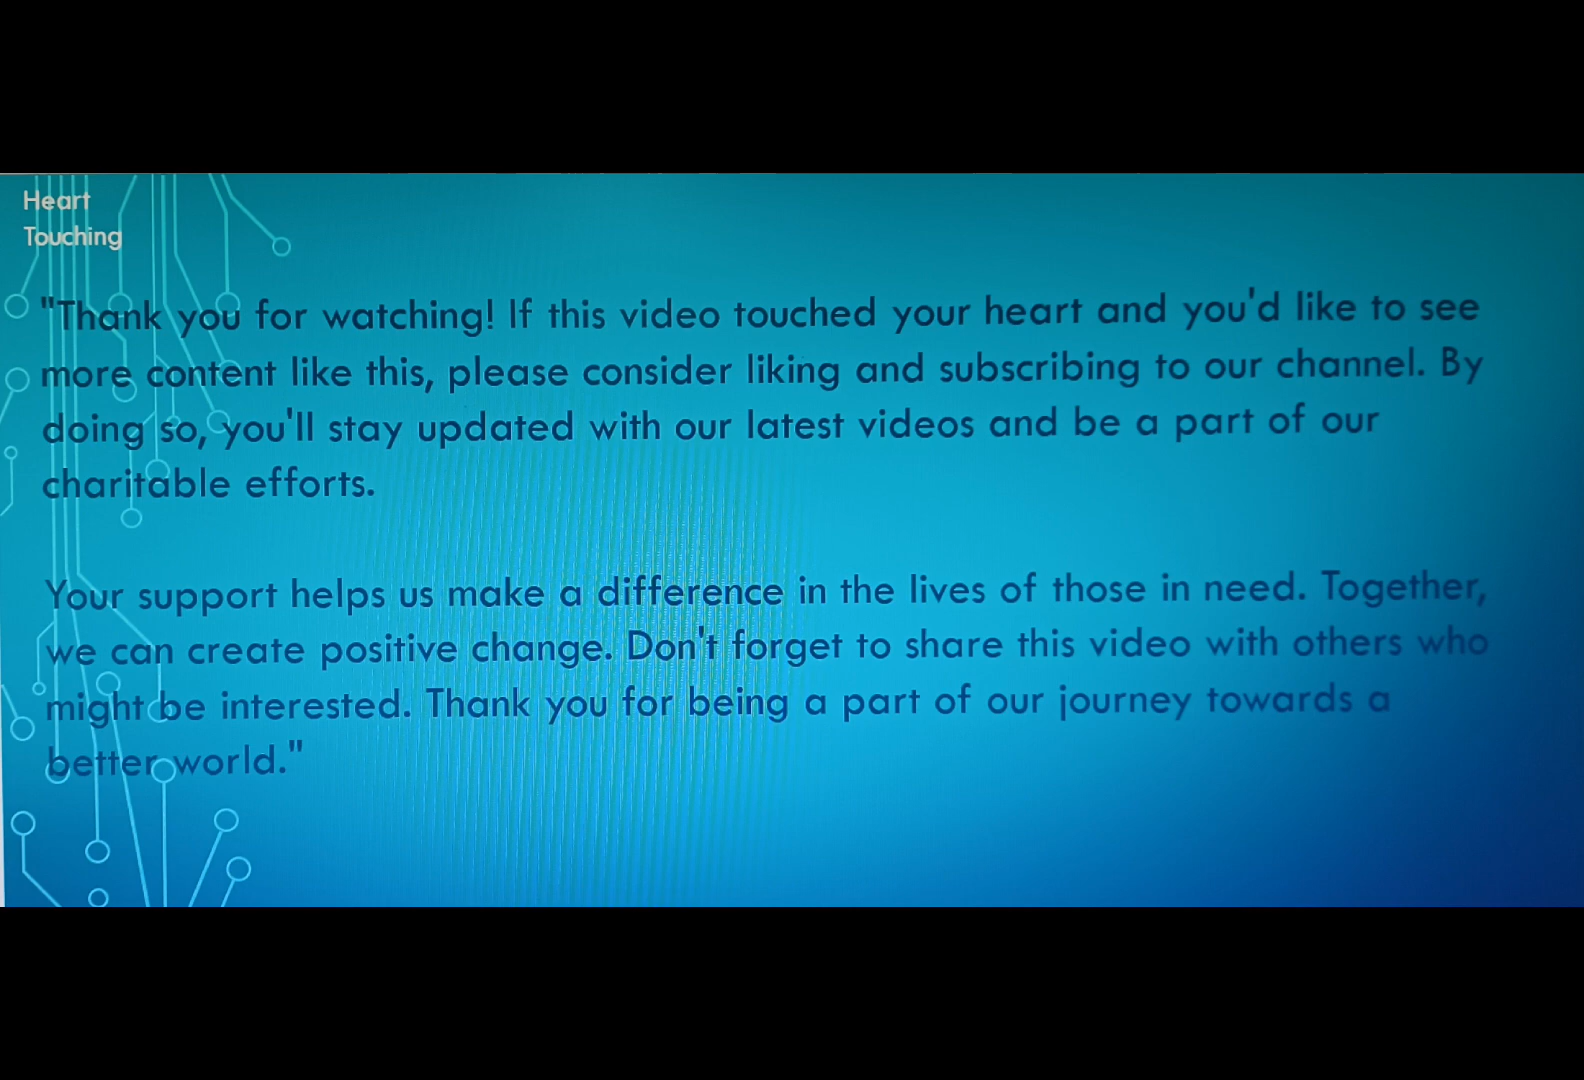 Heart
Touching
"Thank you for watching! If this video touched your heart and you'd like to see
more content like this, please consider liking and subscribing to our channel. By
doing so, you'll stay updated with our latest videos and be a part of our
charitable efforts.
Your support helps us make a difference in the lives of those in need. Together,
we can create positive change. Don't forget to share this video with others who
might be interested. Thank you for being a part of our journey towards a
better world."